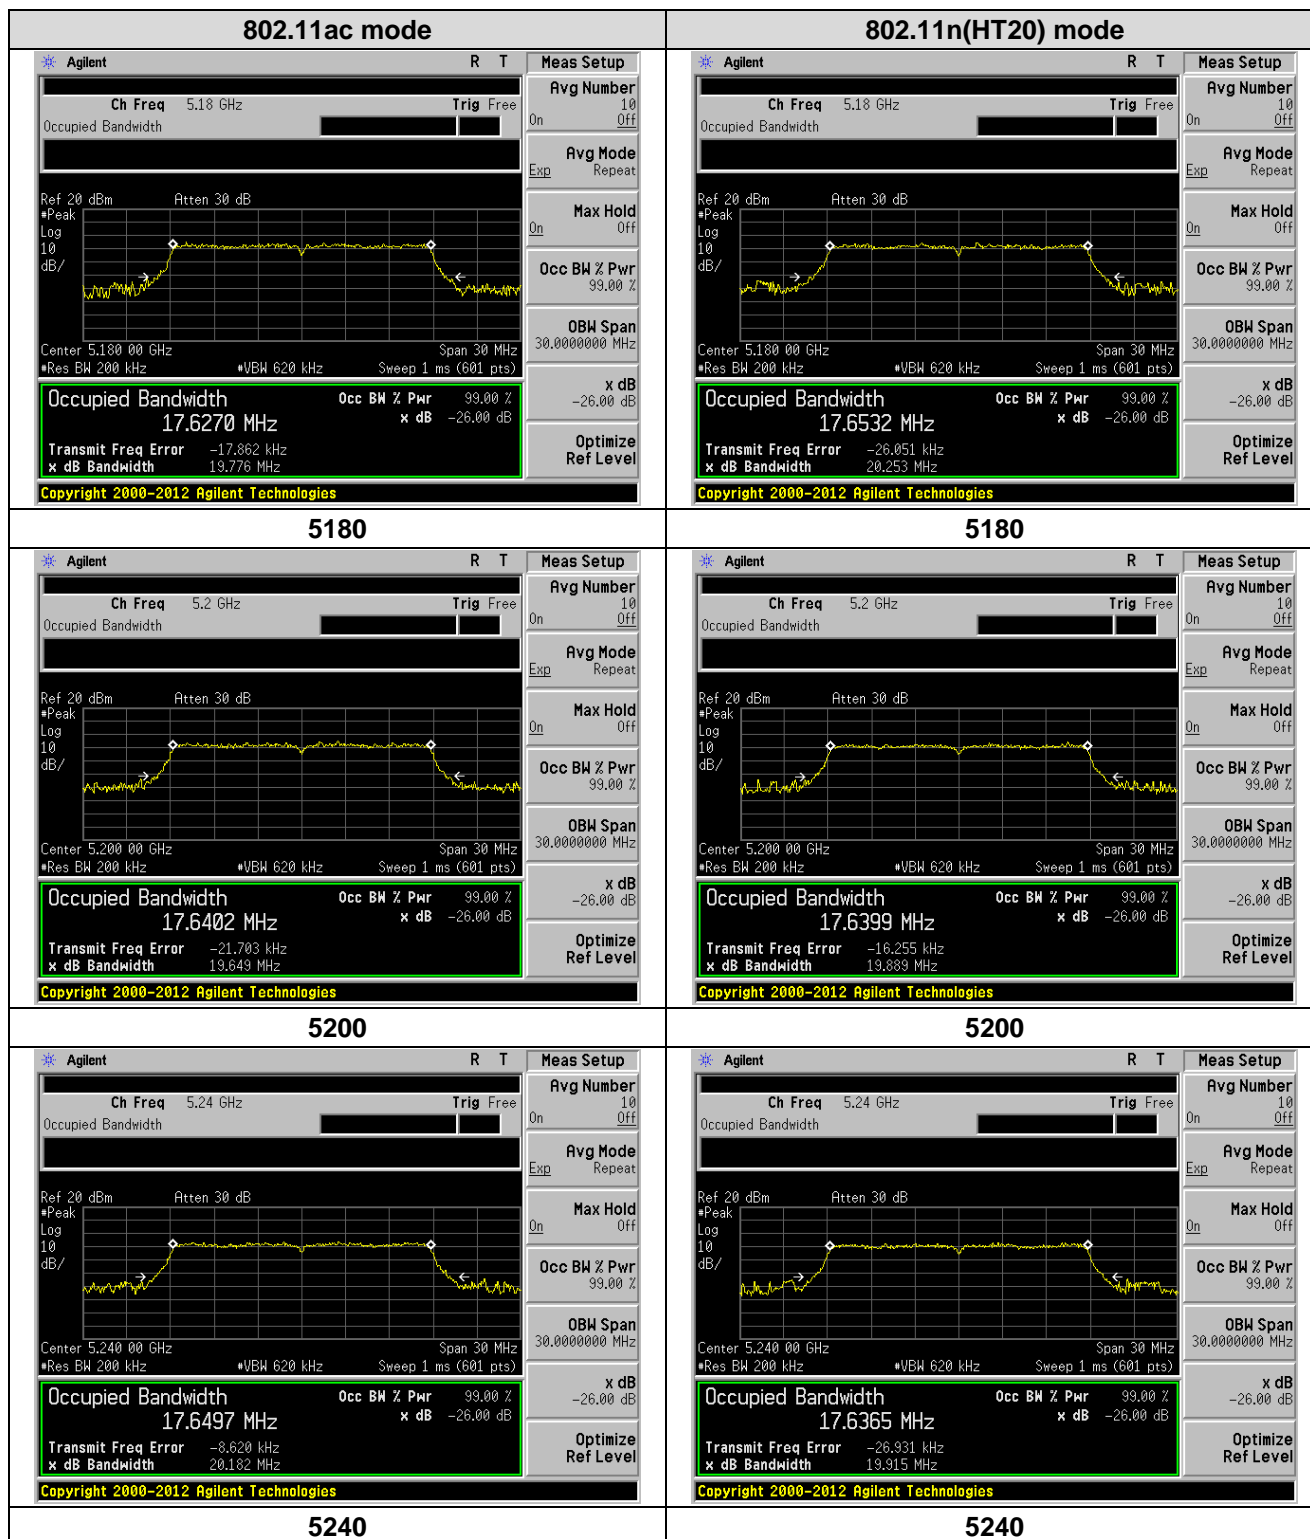 802.11ac mode
802.11n(HT20) mode
Agilent R T Meas Setup
Avg Number
10
On Off
Ch Freq 5.18 GHz Trig Free
Occupied Bandwidth
Avg Mode
Exp Repeat
Ref 20 dBm Atten 30 dB
#Peak
Log
10
dB/
Max Hold
On Off
Occ BW % Pwr
99.00 %
OBW Span
30.0000000 MHz
Center 5.180 00 GHz Span 30 MHz
#Res BW 200 kHz #VBW 620 kHz Sweep 1 ms (601 pts)
x dB
-26.00 dB
Occupied Bandwidth Occ BW % Pwr 99.00 %
17.6270 MHz x dB -26.00 dB
Transmit Freq Error -17.862 kHz
x dB Bandwidth 19.776 MHz
Optimize
Ref Level
Copyright 2000-2012 Agilent Technologies
Agilent R T Meas Setup
Avg Number
10
On Off
Ch Freq 5.18 GHz Trig Free
Occupied Bandwidth
Avg Mode
Exp Repeat
Ref 20 dBm Atten 30 dB
#Peak
Log
10
dB/
Max Hold
On Off
Occ BW % Pwr
99.00 %
OBW Span
30.0000000 MHz
Center 5.180 00 GHz Span 30 MHz
#Res BW 200 kHz #VBW 620 kHz Sweep 1 ms (601 pts)
x dB
-26.00 dB
Occupied Bandwidth Occ BW % Pwr 99.00 %
17.6532 MHz x dB -26.00 dB
Transmit Freq Error -26.051 kHz
x dB Bandwidth 20.253 MHz
Optimize
Ref Level
Copyright 2000-2012 Agilent Technologies
5180
5180
Agilent R T Meas Setup
Avg Number
10
On Off
Ch Freq 5.2 GHz Trig Free
Occupied Bandwidth
Avg Mode
Exp Repeat
Ref 20 dBm Atten 30 dB
#Peak
Log
10
dB/
Max Hold
On Off
Occ BW % Pwr
99.00 %
OBW Span
30.0000000 MHz
Center 5.200 00 GHz Span 30 MHz
#Res BW 200 kHz #VBW 620 kHz Sweep 1 ms (601 pts)
x dB
-26.00 dB
Occupied Bandwidth Occ BW % Pwr 99.00 %
17.6402 MHz x dB -26.00 dB
Transmit Freq Error -21.703 kHz
x dB Bandwidth 19.649 MHz
Optimize
Ref Level
Copyright 2000-2012 Agilent Technologies
Agilent R T Meas Setup
Avg Number
10
On Off
Ch Freq 5.2 GHz Trig Free
Occupied Bandwidth
Avg Mode
Exp Repeat
Ref 20 dBm Atten 30 dB
#Peak
Log
10
dB/
Max Hold
On Off
Occ BW % Pwr
99.00 %
OBW Span
30.0000000 MHz
Center 5.200 00 GHz Span 30 MHz
#Res BW 200 kHz #VBW 620 kHz Sweep 1 ms (601 pts)
x dB
-26.00 dB
Occupied Bandwidth Occ BW % Pwr 99.00 %
17.6399 MHz x dB -26.00 dB
Transmit Freq Error -16.255 kHz
x dB Bandwidth 19.889 MHz
Optimize
Ref Level
Copyright 2000-2012 Agilent Technologies
5200
5200
Agilent R T Meas Setup
Avg Number
10
On Off
Ch Freq 5.24 GHz Trig Free
Occupied Bandwidth
Avg Mode
Exp Repeat
Ref 20 dBm Atten 30 dB
#Peak
Log
10
dB/
Max Hold
On Off
Occ BW % Pwr
99.00 %
OBW Span
30.0000000 MHz
Center 5.240 00 GHz Span 30 MHz
#Res BW 200 kHz #VBW 620 kHz Sweep 1 ms (601 pts)
x dB
-26.00 dB
Occupied Bandwidth Occ BW % Pwr 99.00 %
17.6497 MHz x dB -26.00 dB
Transmit Freq Error -8.620 kHz
x dB Bandwidth 20.182 MHz
Optimize
Ref Level
Copyright 2000-2012 Agilent Technologies
Agilent R T Meas Setup
Avg Number
10
On Off
Ch Freq 5.24 GHz Trig Free
Occupied Bandwidth
Avg Mode
Exp Repeat
Ref 20 dBm Atten 30 dB
#Peak
Log
10
dB/
Max Hold
On Off
Occ BW % Pwr
99.00 %
OBW Span
30.0000000 MHz
Center 5.240 00 GHz Span 30 MHz
#Res BW 200 kHz #VBW 620 kHz Sweep 1 ms (601 pts)
x dB
-26.00 dB
Occupied Bandwidth Occ BW % Pwr 99.00 %
17.6365 MHz x dB -26.00 dB
Transmit Freq Error -26.931 kHz
x dB Bandwidth 19.915 MHz
Optimize
Ref Level
Copyright 2000-2012 Agilent Technologies
5240
5240